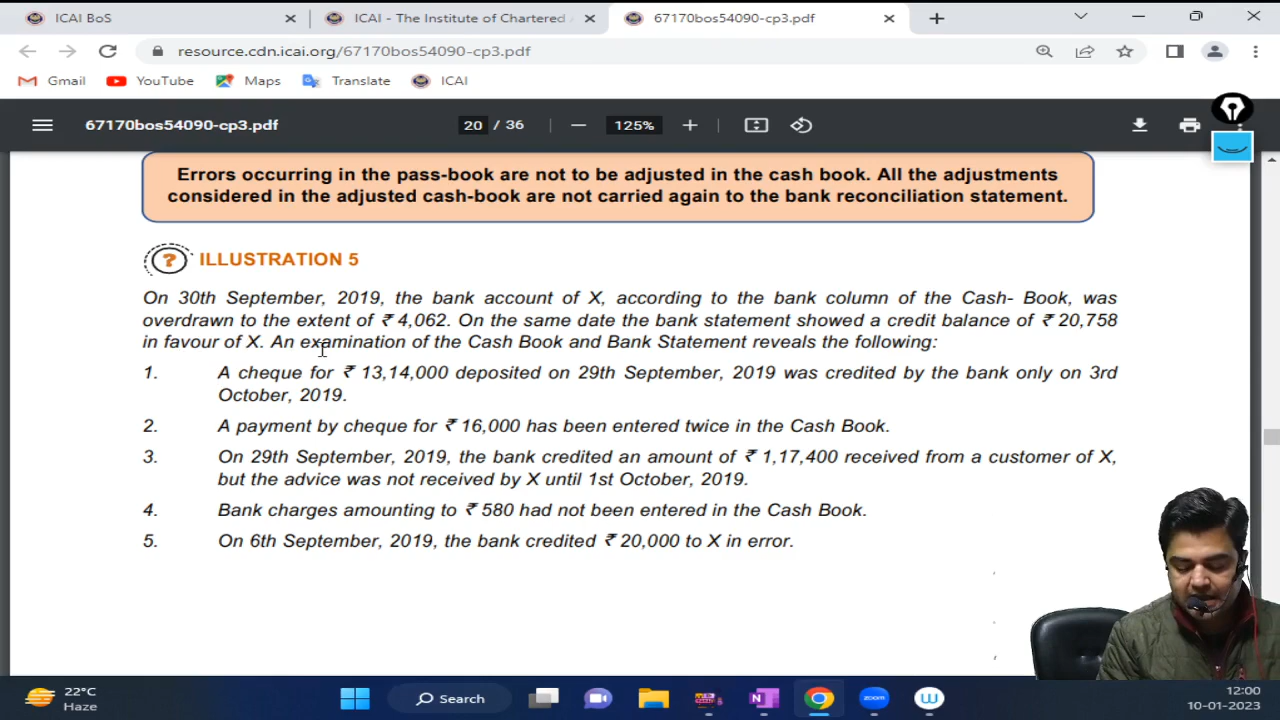 ICAI BoS
ICAI - The Institute of Chartered A
67170bos54090-cp3.pdf
resource.cdn.icai.org/67170bos54090-cp3.pdf
Gmail YouTube Maps Translate ICAI
67170bos54090-cp3.pdf 20 / 36 125%
Errors occurring in the pass-book are not to be adjusted in the cash book. All the adjustments
considered in the adjusted cash-book are not carried again to the bank reconciliation statement.
? ILLUSTRATION 5
On 30th September, 2019, the bank account of X, according to the bank column of the Cash- Book, was
overdrawn to the extent of ₹ 4,062. On the same date the bank statement showed a credit balance of ₹ 20,758
in favour of X. An examination of the Cash Book and Bank Statement reveals the following:
1. A cheque for ₹ 13,14,000 deposited on 29th September, 2019 was credited by the bank only on 3rd
October, 2019.
2. A payment by cheque for ₹ 16,000 has been entered twice in the Cash Book.
3. On 29th September, 2019, the bank credited an amount of ₹ 1,17,400 received from a customer of X,
but the advice was not received by X until 1st October, 2019.
4. Bank charges amounting to ₹ 580 had not been entered in the Cash Book.
5. On 6th September, 2019, the bank credited ₹ 20,000 to X in error.
22°C
Haze
Search
zoom
12:00
10-01-2023